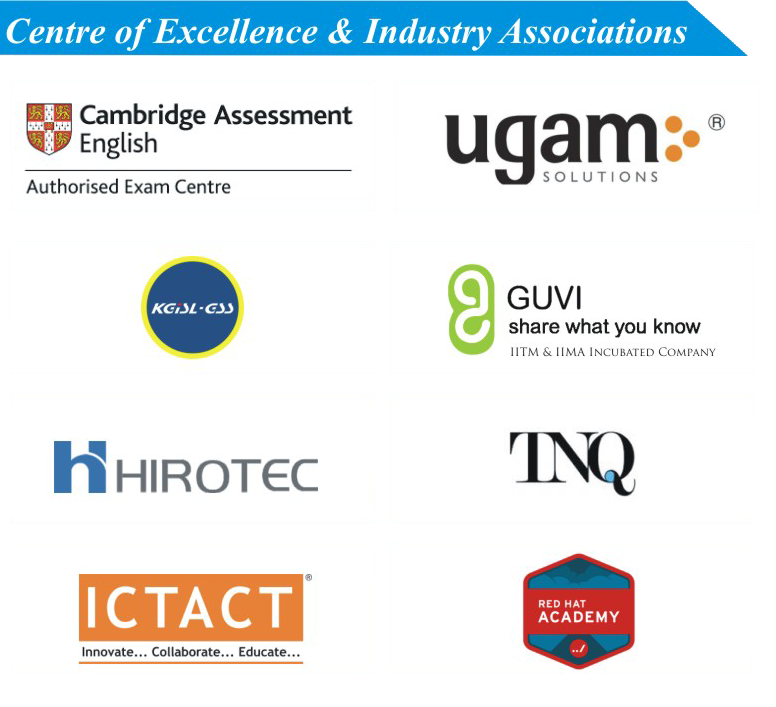 Centre of Excellence & Industry Associations
Cambridge Assessment
English
Authorised Exam Centre
ugam
SOLUTIONS
®
KGiSL-GSS
GUVI
share what you know
IITM & IIMA Incubated Company
HIROTEC
TNQ
ICTACT
®
Innovate... Collaborate... Educate...
RED HAT
ACADEMY
../